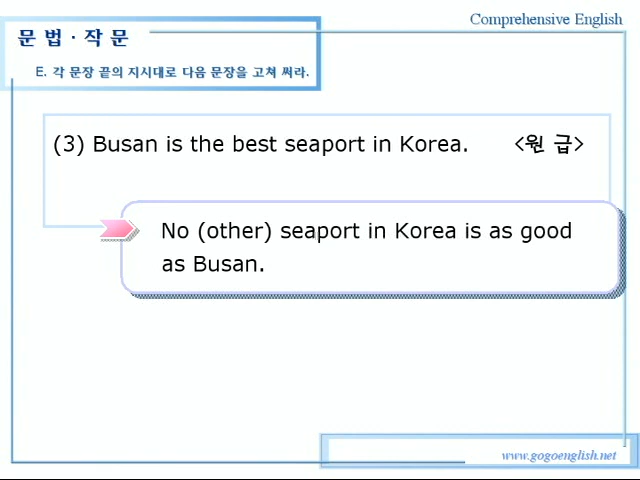 Comprehensive English
문 법 · 작 문
E. 각 문장 끝의 지시대로 다음 문장을 고쳐 써라.
(3) Busan is the best seaport in Korea. <원 급>
No (other) seaport in Korea is as good
as Busan.
www.gogoenglish.net